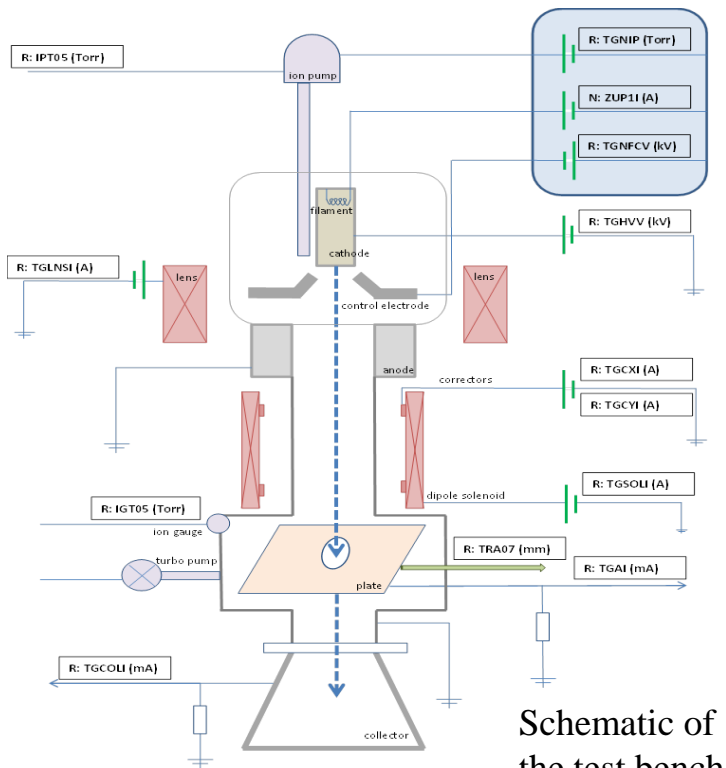 R: IPT05 (Torr)
ion pump
R: TGNIP (Torr)
N: ZUP1I (A)
R: TGNFCV (kV)
filament
cathode
R: TGHVV (kV)
R: TGLNSI (A)
lens
lens
control electrode
anode
correctors
R: TGCXI (A)
R: TGCYI (A)
dipole solenoid
R: TGSOLI (A)
R: IGT05 (Torr)
ion gauge
turbo pump
R: TRA07 (mm)
R: TGAI (mA)
plate
R: TGCOLI (mA)
collector
Schematic of
the test bench